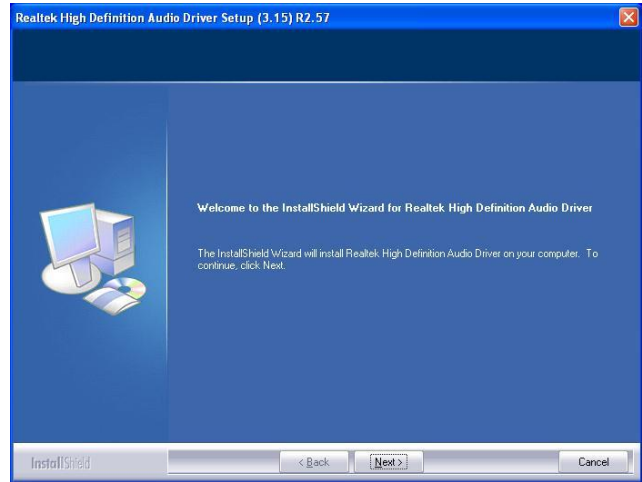 Realtek High Definition Audio Driver Setup (3.15) R2.57
Welcome to the InstallShield Wizard for Realtek High Definition Audio Driver
The InstallShield Wizard will install Realtek High Definition Audio Driver on your computer. To
continue, click Next.
InstallShield
< Back
Next >
Cancel